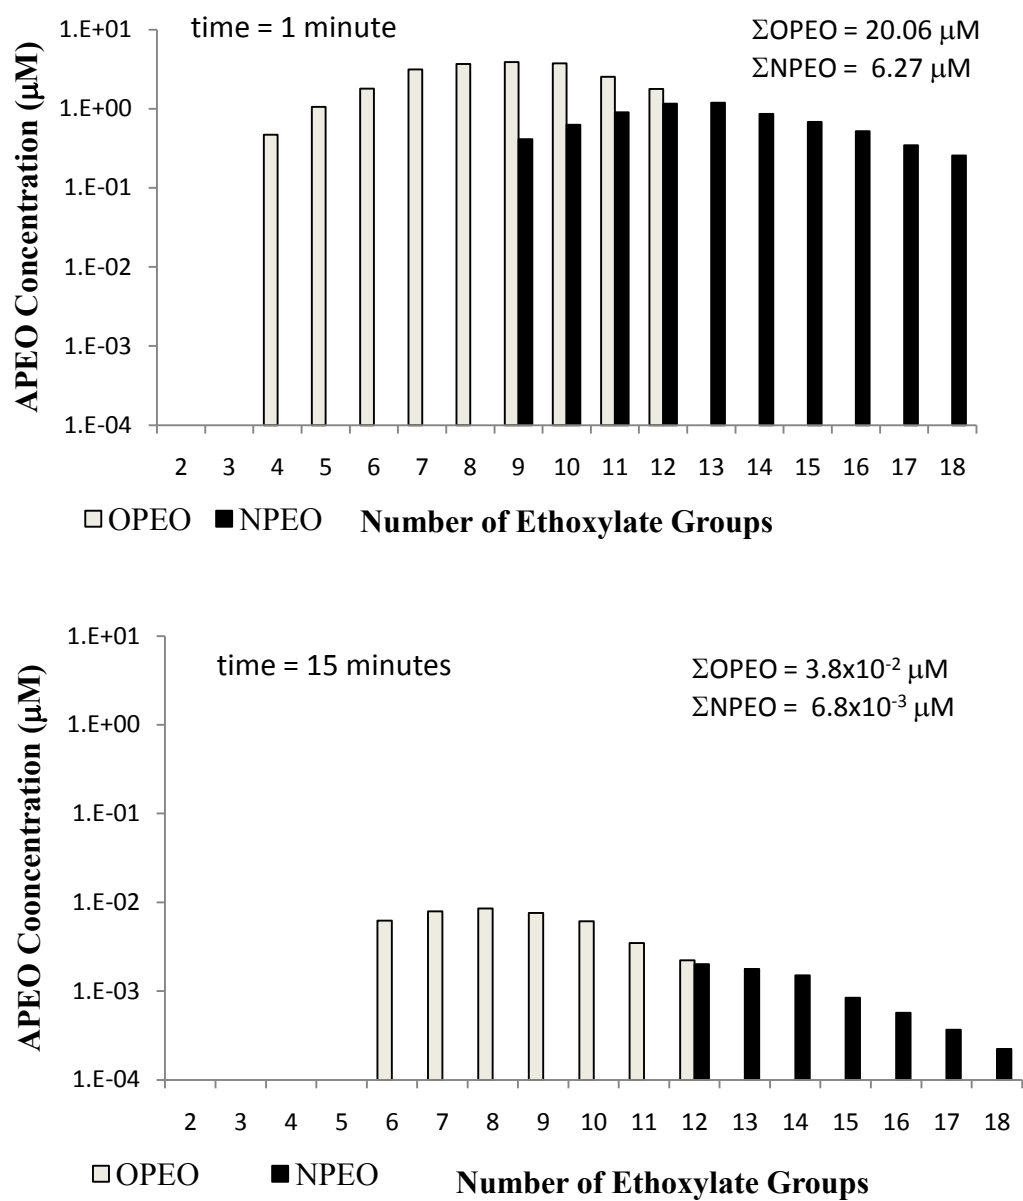 time = 1 minute
ΣOPEO = 20.06 μM
ΣNPEO = 6.27 μM
APEO Concentration (μM)
1.E+01
1.E+00
1.E-01
1.E-02
1.E-03
1.E-04
2 3 4 5 6 7 8 9 10 11 12 13 14 15 16 17 18
OPEO NPEO Number of Ethoxylate Groups
time = 15 minutes
ΣOPEO = 3.8x10⁻² μM
ΣNPEO = 6.8x10⁻³ μM
APEO Cooncentration (μM)
1.E+01
1.E+00
1.E-01
1.E-02
1.E-03
1.E-04
2 3 4 5 6 7 8 9 10 11 12 13 14 15 16 17 18
OPEO NPEO Number of Ethoxylate Groups